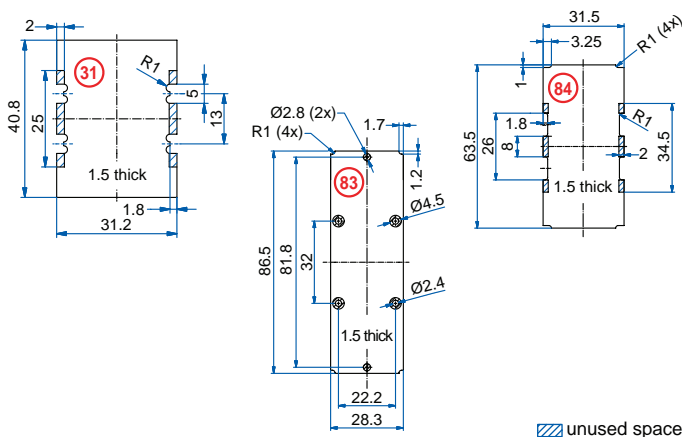 2
31
R1
40.8
25
5
13
1.5 thick
1.8
31.2
Ø2.8 (2x)
R1 (4x)
1.7
83
1.2
Ø4.5
86.5
81.8
32
Ø2.4
1.5 thick
22.2
28.3
31.5
3.25
R1 (4x)
1
84
1.8
R1
63.5
26
8
2
34.5
1.5 thick
unused space